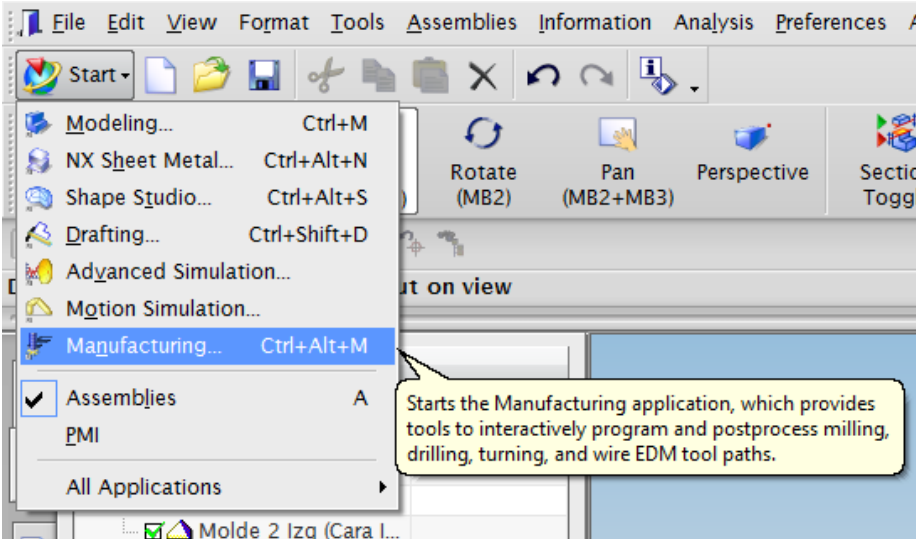 File Edit View Format Tools Assemblies Information Analysis Preferences
Start
Modeling... Ctrl+M
NX Sheet Metal... Ctrl+Alt+N
Shape Studio... Ctrl+Alt+S
Drafting... Ctrl+Shift+D
Advanced Simulation...
Motion Simulation...
Manufacturing... Ctrl+Alt+M
Assemblies A
PMI
All Applications
Rotate
(MB2)
Pan
(MB2+MB3)
Perspective
Sectio
Togg
ut on view
Starts the Manufacturing application, which provides
tools to interactively program and postprocess milling,
drilling, turning, and wire EDM tool paths.
Molde 2 Izq (Cara I...